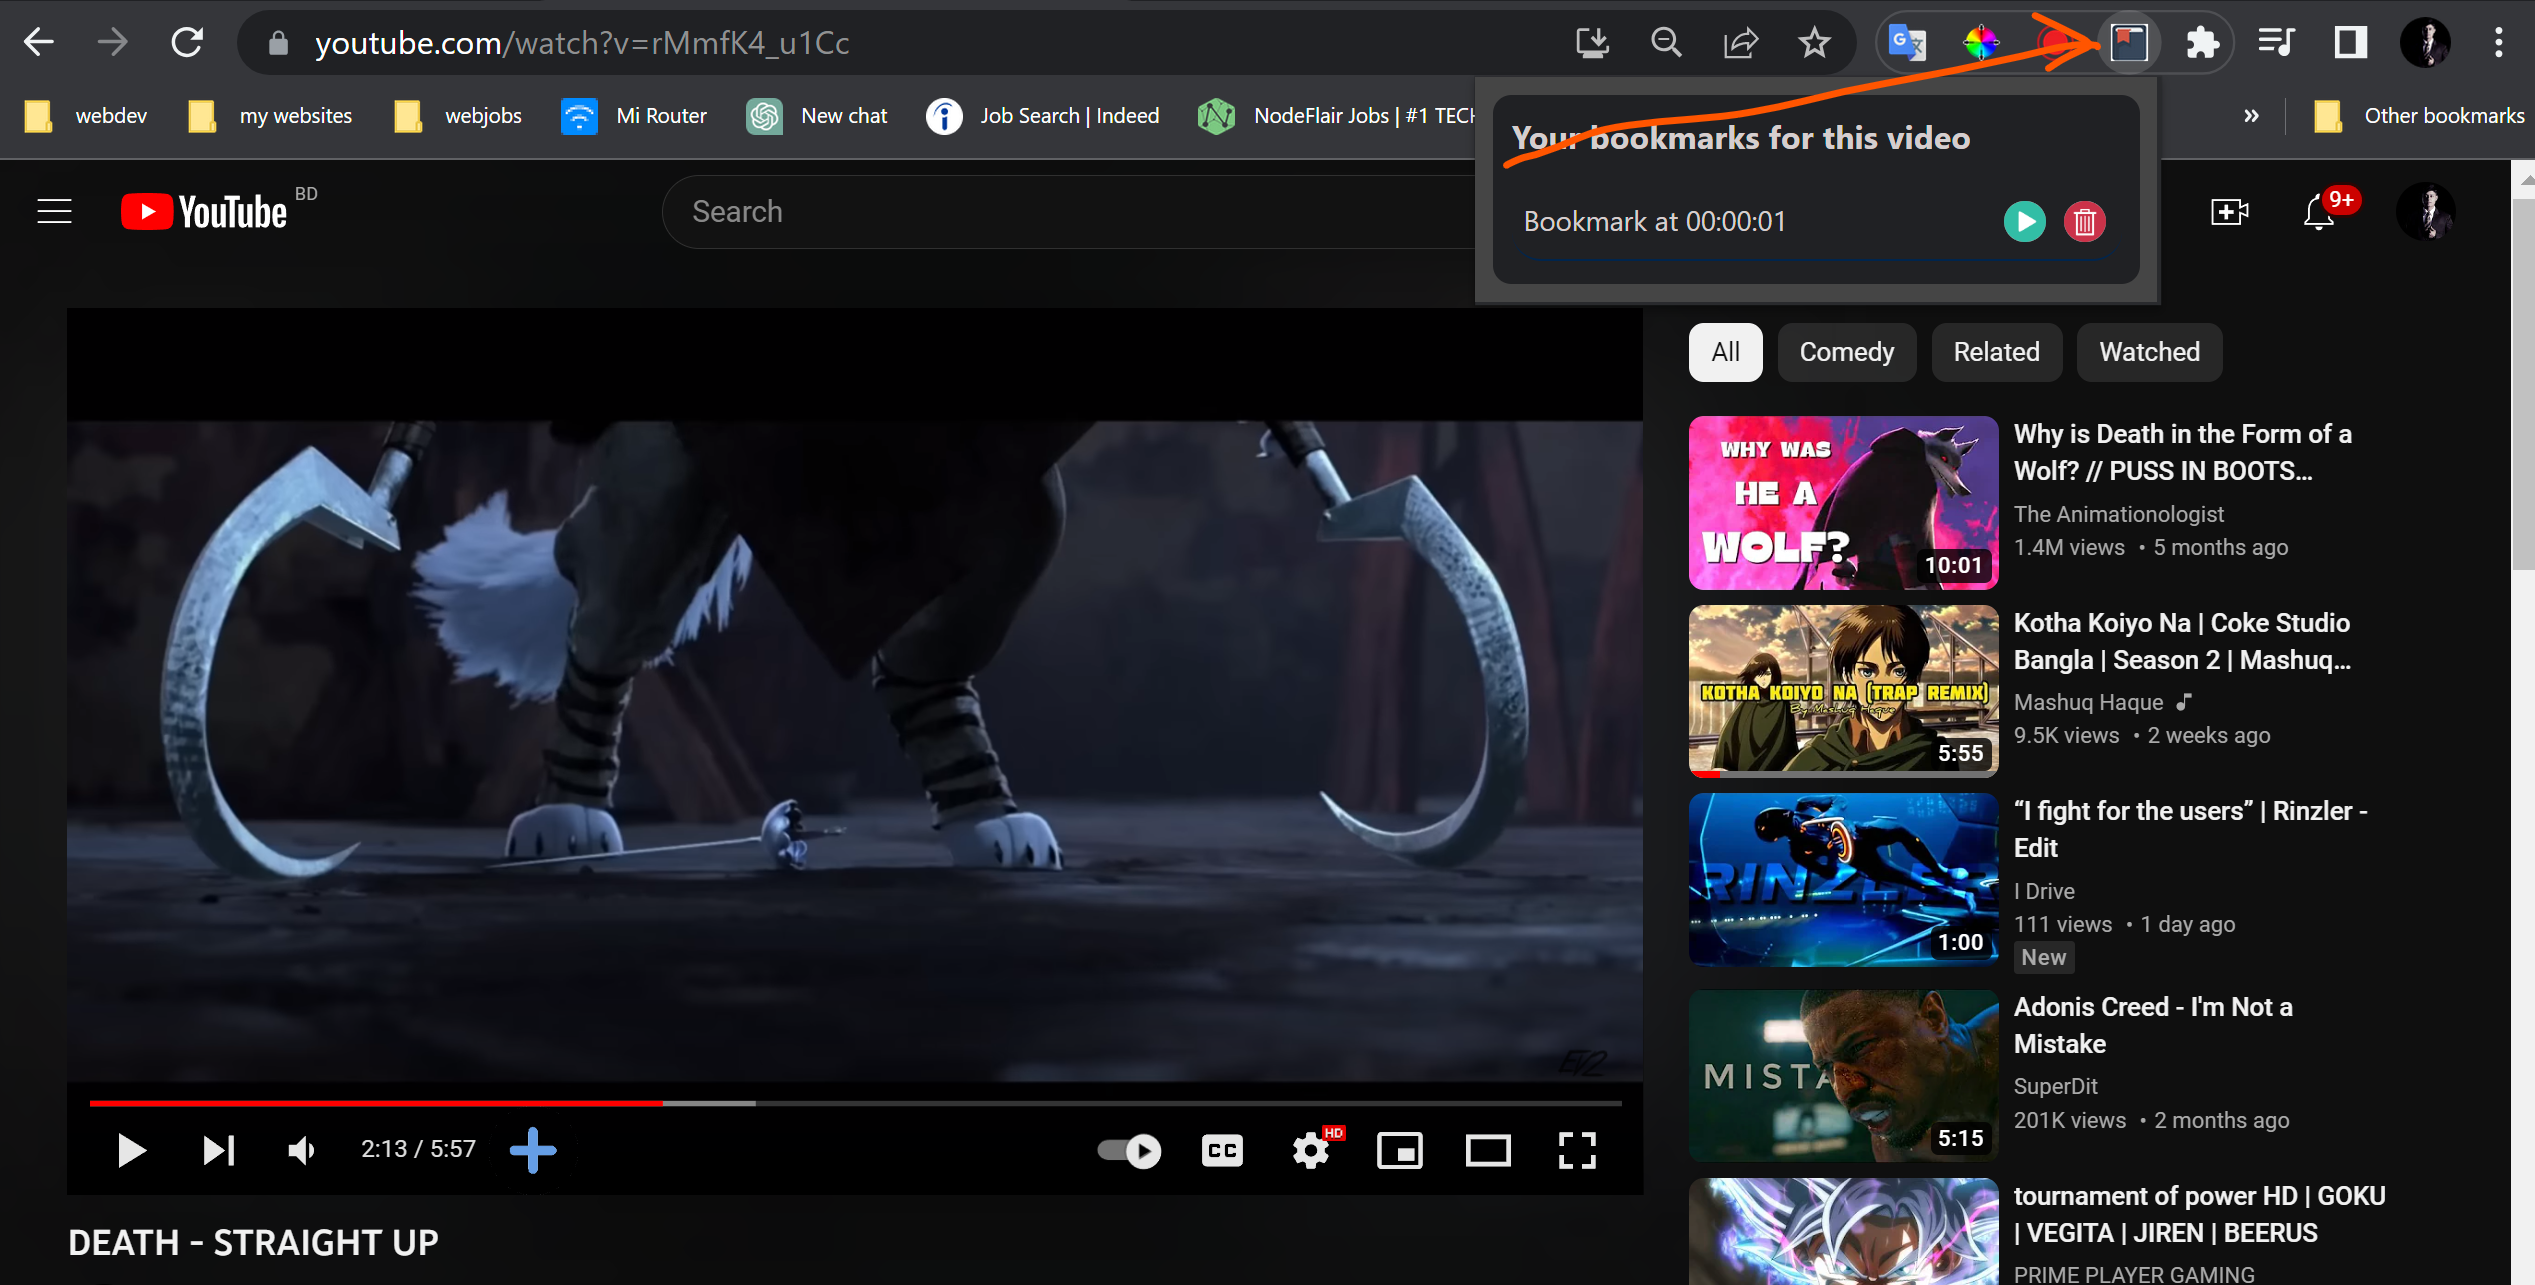 youtube.com/watch?v=rMmfK4_u1Cc
webdev
my websites
webjobs
Mi Router
New chat
Job Search | Indeed
NodeFlair Jobs | #1 TECH
»
Other bookmarks
Your bookmarks for this video
Bookmark at 00:00:01
YouTube BD
Search
9+
All
Comedy
Related
Watched
WHY WAS
HE A
WOLF?
10:01
Why is Death in the Form of a
Wolf? // PUSS IN BOOTS...
The Animationologist
1.4M views • 5 months ago
KOTHA KOIYO NA (TRAP REMIX)
By Mashuq Haque
5:55
Kotha Koiyo Na | Coke Studio
Bangla | Season 2 | Mashuq...
Mashuq Haque
9.5K views • 2 weeks ago
RINZLER
1:00
“I fight for the users” | Rinzler -
Edit
I Drive
111 views • 1 day ago
New
MISTA
5:15
Adonis Creed - I'm Not a
Mistake
SuperDit
201K views • 2 months ago
tournament of power HD | GOKU
| VEGITA | JIREN | BEERUS
PRIME PLAYER GAMING
EV2
2:13 / 5:57
CC
HD
DEATH - STRAIGHT UP